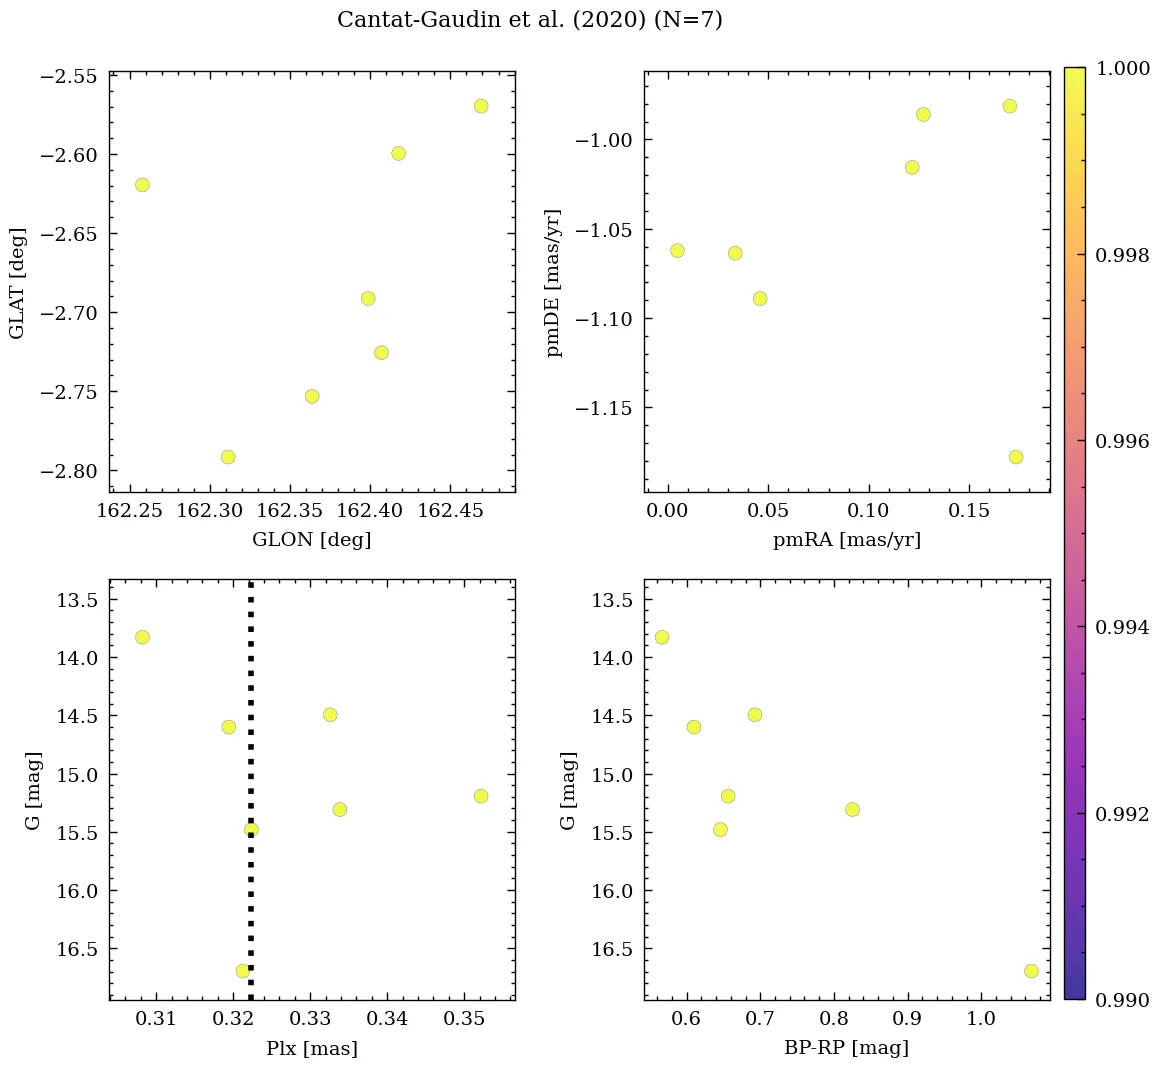 Cantat-Gaudin et al. (2020) (N=7)
−2.55
−2.60
−2.65
−2.70
−2.75
−2.80
GLAT [deg]
162.25 162.30 162.35 162.40 162.45
GLON [deg]
−1.00
−1.05
−1.10
−1.15
pmDE [mas/yr]
0.00 0.05 0.10 0.15
pmRA [mas/yr]
13.5
14.0
14.5
15.0
15.5
16.0
16.5
G [mag]
0.31 0.32 0.33 0.34 0.35
Plx [mas]
13.5
14.0
14.5
15.0
15.5
16.0
16.5
G [mag]
0.6 0.7 0.8 0.9 1.0
BP-RP [mag]
1.000
0.998
0.996
0.994
0.992
0.990